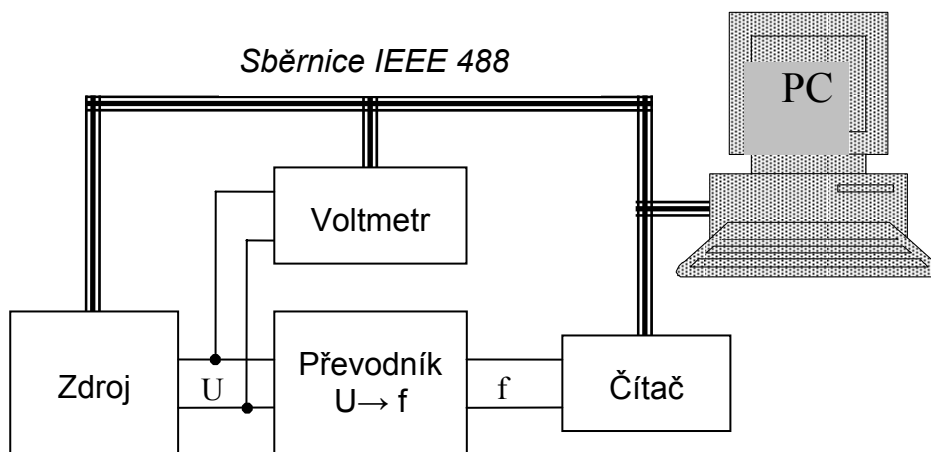 Sběrnice IEEE 488
PC
Voltmetr
Zdroj
U
Převodník
U→ f
f
Čítač